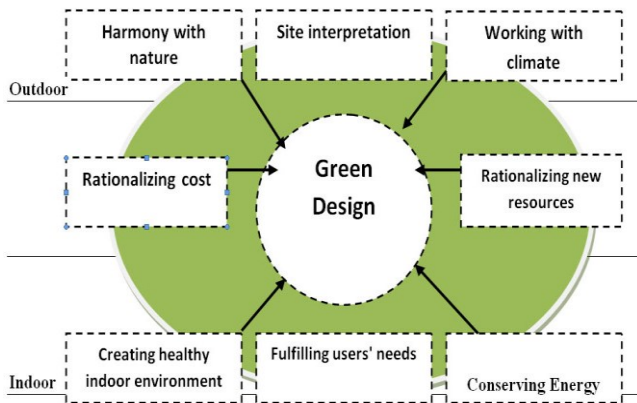 Harmony with
nature
Site interpretation
Working with
climate
Outdoor
Rationalizing cost
Green
Design
Rationalizing new
resources
Creating healthy
indoor environment
Fulfilling users' needs
Conserving Energy
Indoor